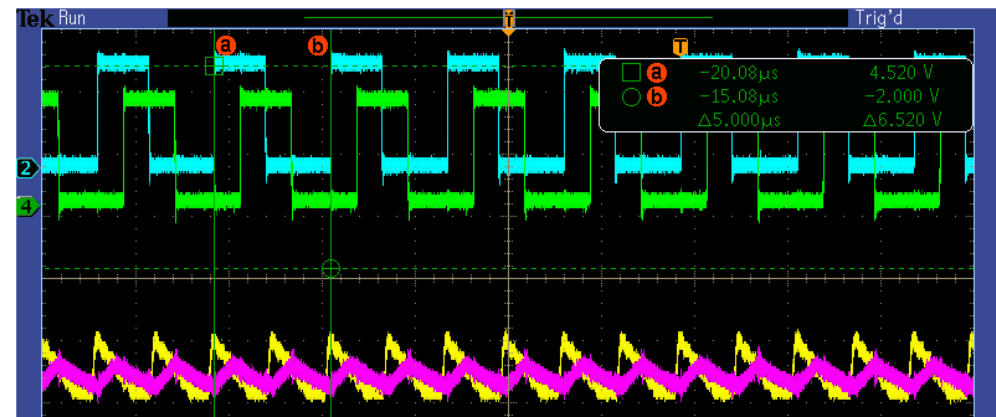 Tek Run Trig'd
T
a b
T
a -20.08µs 4.520 V
b -15.08µs -2.000 V
Δ5.000µs Δ6.520 V
2
4